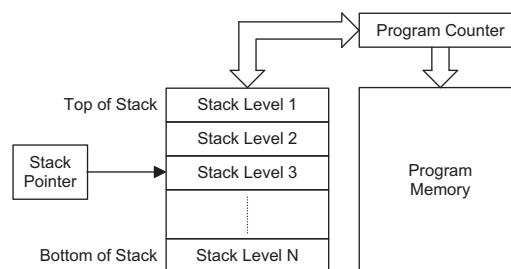 Program Counter
Top of Stack
Stack Level 1
Stack Level 2
Stack
Pointer
Stack Level 3
Program
Memory
Bottom of Stack
Stack Level N